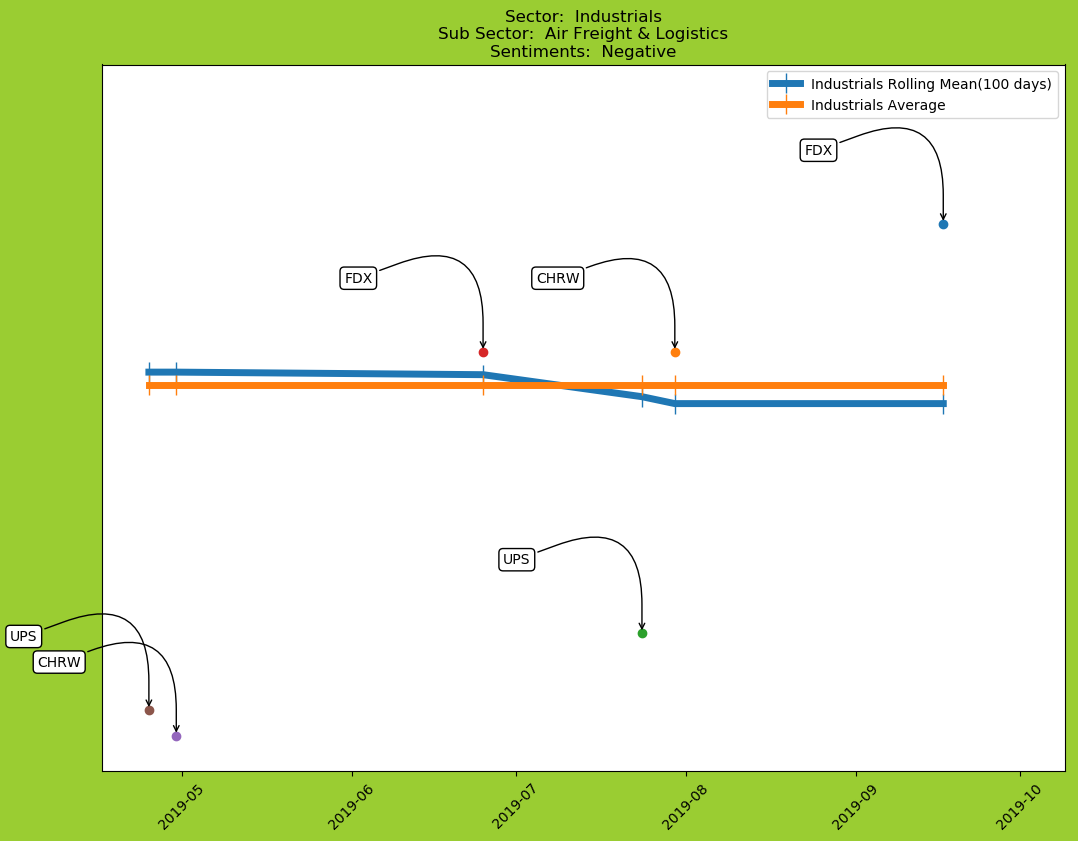 Sector:  Industrials
Sub Sector:  Air Freight & Logistics
Sentiments:  Negative
Industrials Rolling Mean(100 days)
Industrials Average
FDX
FDX
CHRW
UPS
UPS
CHRW
2019-05
2019-06
2019-07
2019-08
2019-09
2019-10